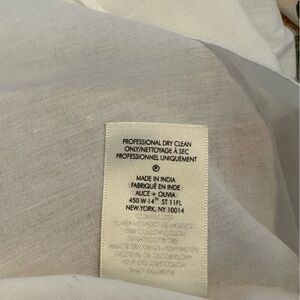 PROFESSIONAL DRY CLEAN
ONLY/NETTOYAGE À SEC
PROFESSIONNEL UNIQUEMENT
Ⓟ
MADE IN INDIA
FABRIQUÉ EN INDE
ALICE + OLIVIA
450 W 14TH ST 11FL
NEW YORK, NY 10014